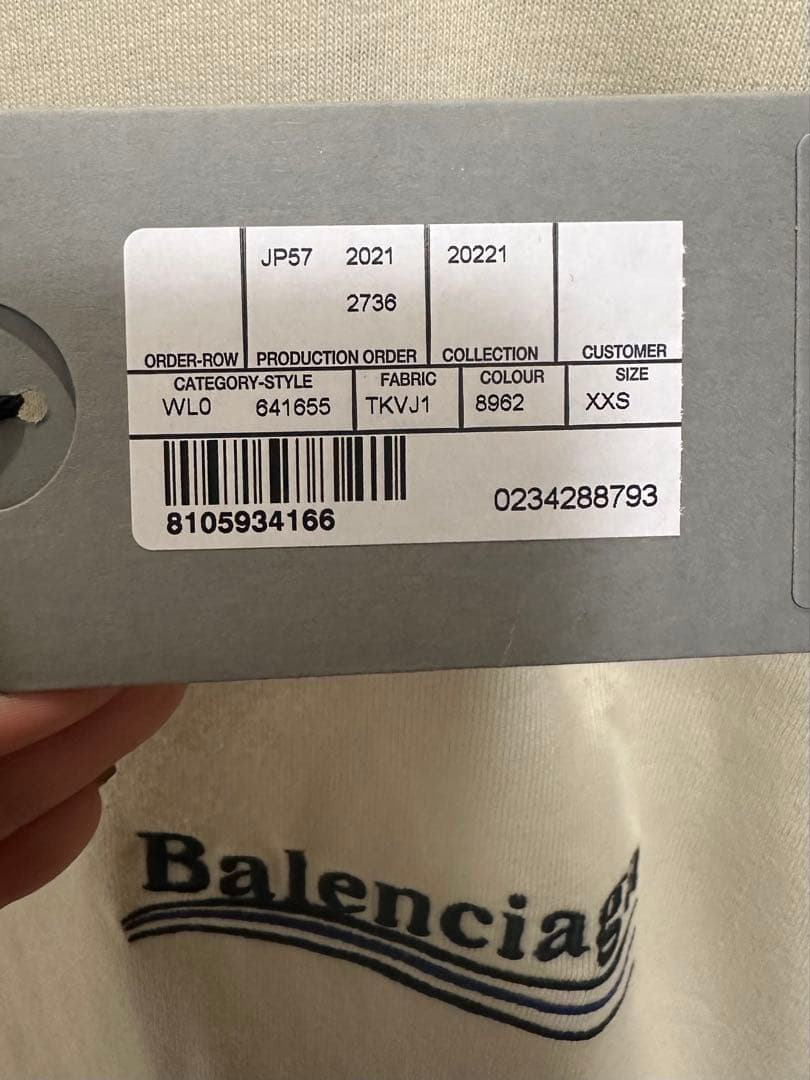 JP57 2021 20221
2736
ORDER-ROW PRODUCTION ORDER COLLECTION CUSTOMER
CATEGORY-STYLE FABRIC COLOUR SIZE
WL0 641655 TKVJ1 8962 XXS
8105934166 0234288793
Balenciaga